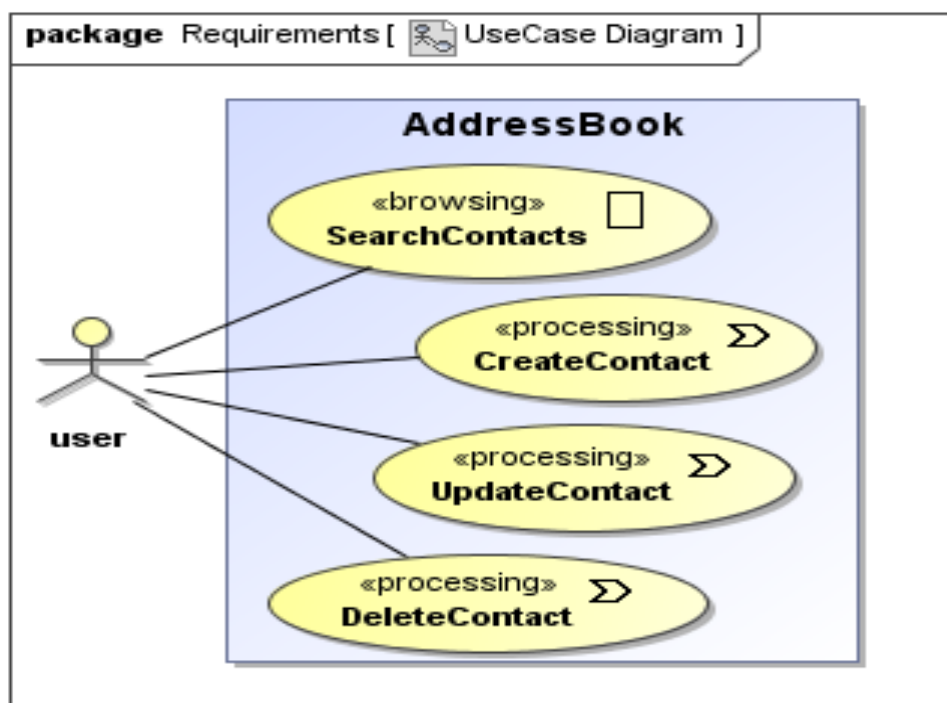 package Requirements [ UseCase Diagram ]
AddressBook
«browsing»
SearchContacts
«processing»
CreateContact
user
«processing»
UpdateContact
«processing»
DeleteContact